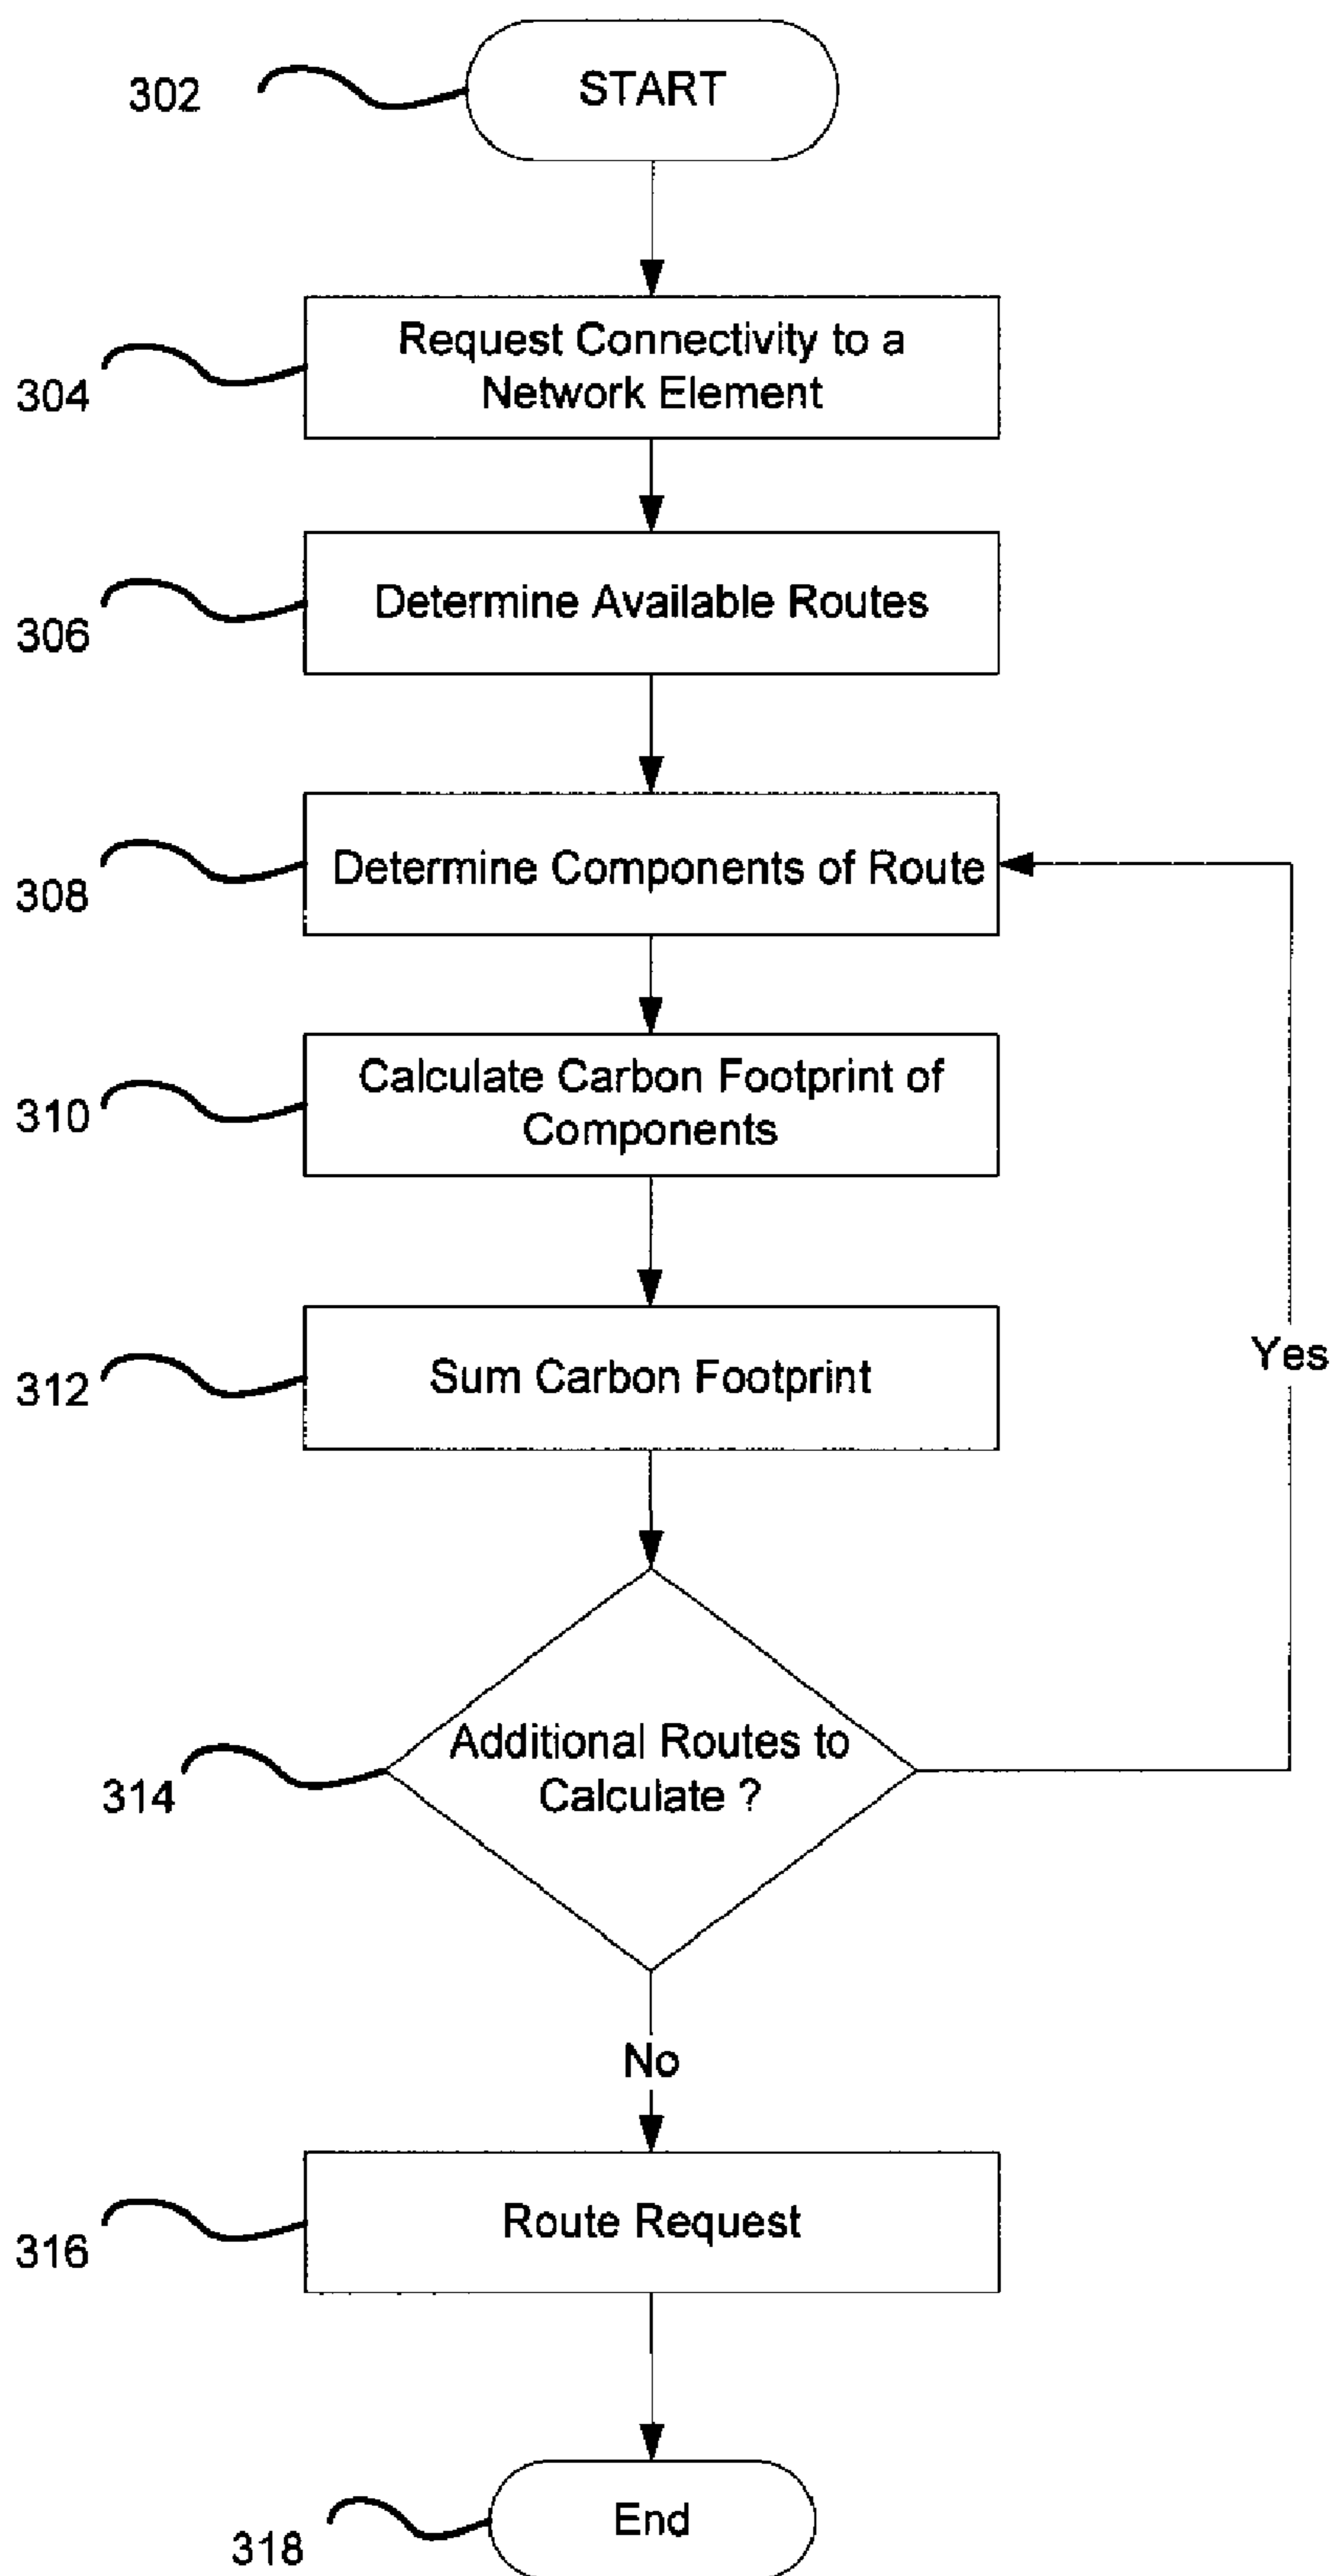 302
START
304
Request Connectivity to a
Network Element
306
Determine Available Routes
308
Determine Components of Route
310
Calculate Carbon Footprint of
Components
312
Sum Carbon Footprint
Yes
314
Additional Routes to
Calculate ?
No
316
Route Request
318
End